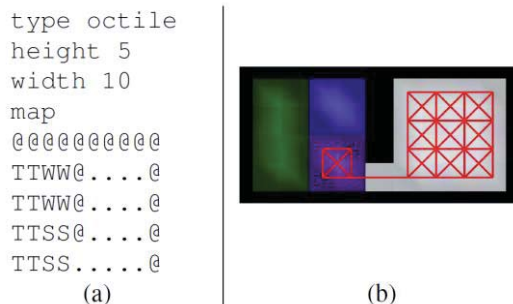 type octile
height 5
width 10
map
@@@@@@@@@@
TTWW@....@
TTWW@....@
TTSS@....@
TTSS.....@
(a)
(b)